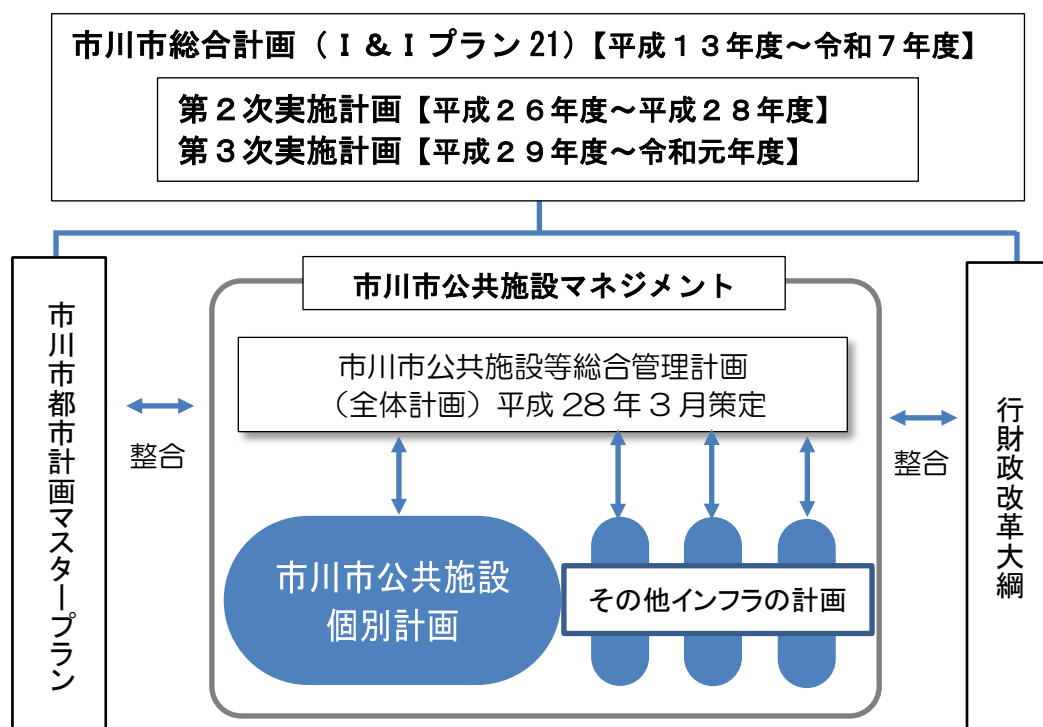 市川市総合計画（Ⅰ＆Ⅰプラン21）【平成１３年度～令和７年度】
第２次実施計画【平成２６年度～平成２８年度】
第３次実施計画【平成２９年度～令和元年度】
市川市都市計画マスタープラン
整合
市川市公共施設マネジメント
市川市公共施設等総合管理計画
（全体計画）平成 28 年 3 月策定
市川市公共施設
個別計画
その他インフラの計画
整合
行財政改革大綱